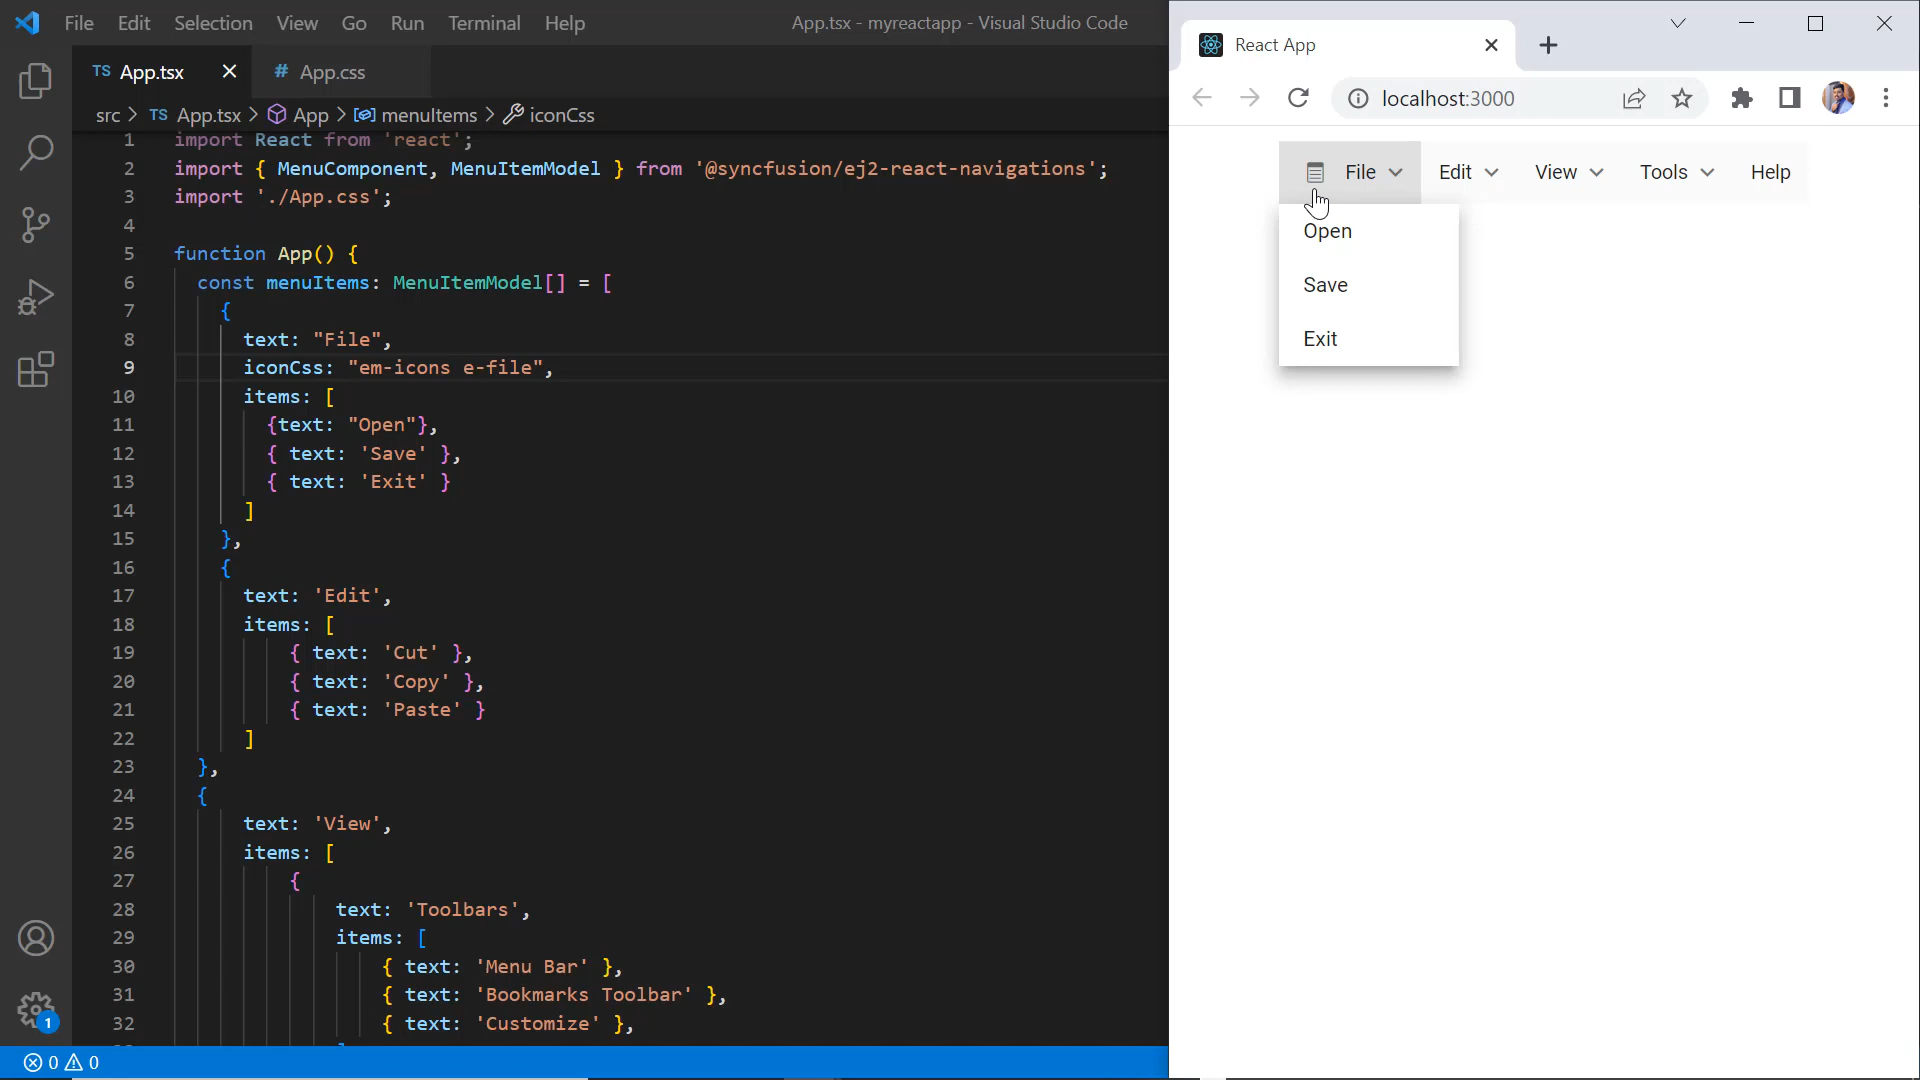 File Edit Selection View Go Run Terminal Help App.tsx - myreactapp - Visual Studio Code
TS App.tsx # App.css
src > TS App.tsx > App > menuItems > iconCss
1 import React from 'react';
2 import { MenuComponent, MenuItemModel } from '@syncfusion/ej2-react-navigations';
3 import './App.css';
4
5 function App() {
6 const menuItems: MenuItemModel[] = [
7 {
8 text: "File",
9 iconCss: "em-icons e-file",
10 items: [
11 {text: "Open"},
12 { text: 'Save' },
13 { text: 'Exit' }
14 ]
15 },
16 {
17 text: 'Edit',
18 items: [
19 { text: 'Cut' },
20 { text: 'Copy' },
21 { text: 'Paste' }
22 ]
23 },
24 {
25 text: 'View',
26 items: [
27 {
28 text: 'Toolbars',
29 items: [
30 { text: 'Menu Bar' },
31 { text: 'Bookmarks Toolbar' },
32 { text: 'Customize' },
1
0 0
React App
localhost:3000
File Edit View Tools Help
Open
Save
Exit